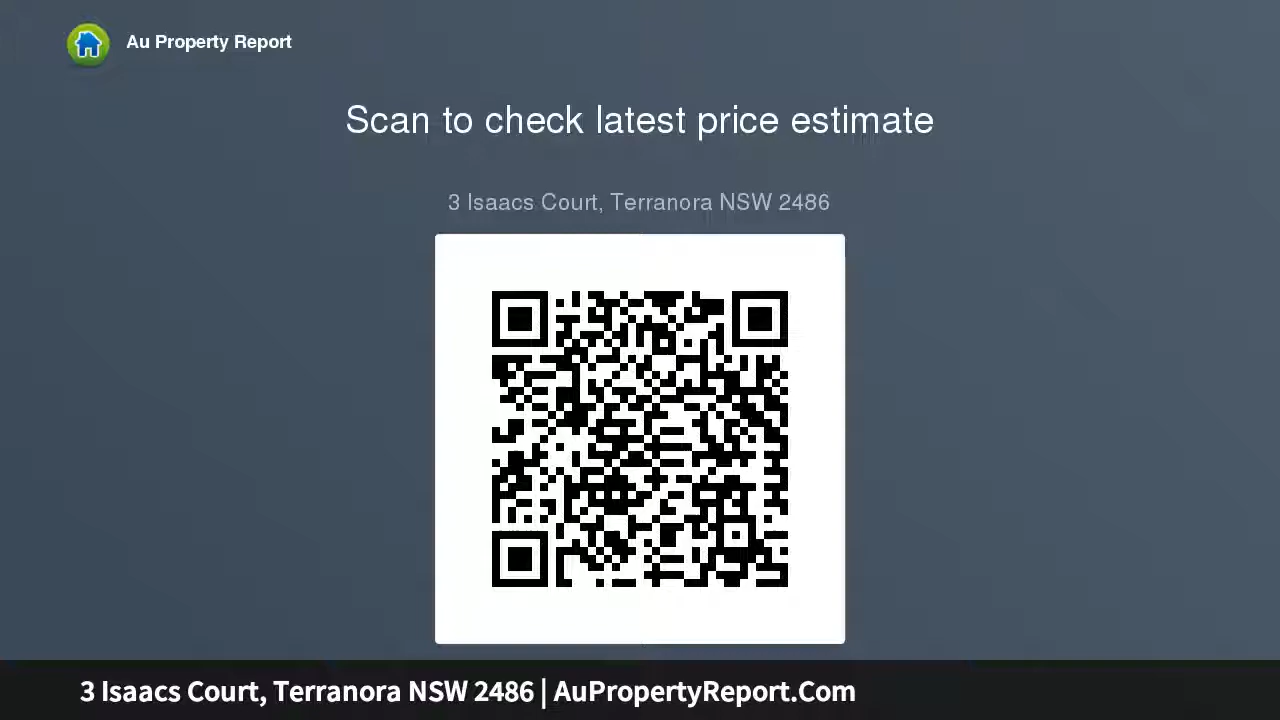 Au Property Report
Scan to check latest price estimate
3 Isaacs Court, Terranora NSW 2486
3 Isaacs Court, Terranora NSW 2486 | AuPropertyReport.Com